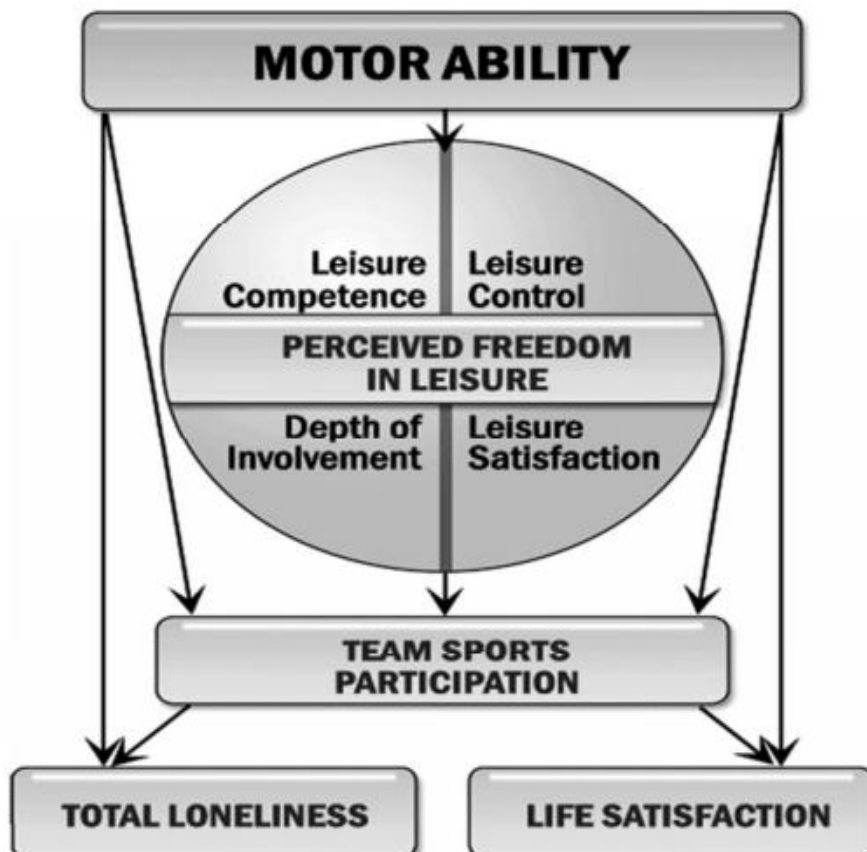 MOTOR ABILITY
Leisure
Competence
Leisure
Control
PERCEIVED FREEDOM
IN LEISURE
Depth of
Involvement
Leisure
Satisfaction
TEAM SPORTS
PARTICIPATION
TOTAL LONELINESS
LIFE SATISFACTION